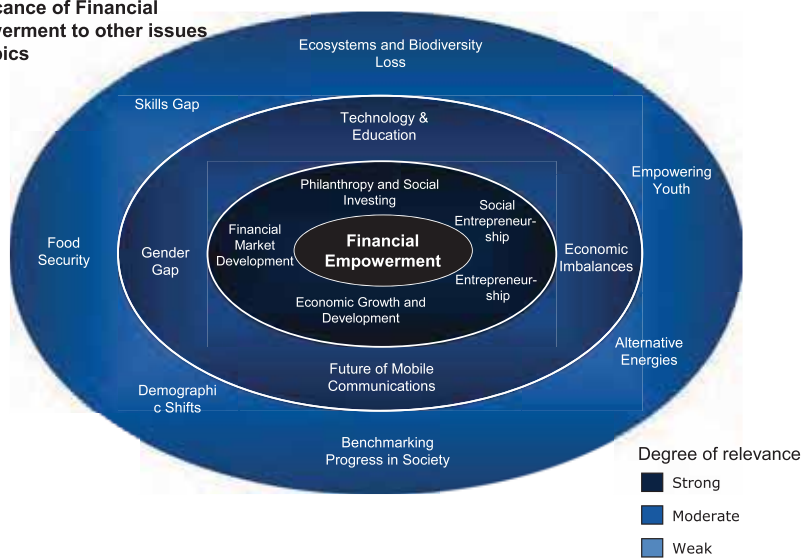 cance of Financial
verment to other issues
pics
Ecosystems and Biodiversity
Loss
Skills Gap
Technology &
Education
Empowering
Youth
Philanthropy and Social
Investing
Social
Entrepreneur-
ship
Financial
Market
Development
Financial
Empowerment
Food
Security
Gender
Gap
Economic
Imbalances
Entrepreneur-
ship
Economic Growth and
Development
Alternative
Energies
Future of Mobile
Communications
Demographi
c Shifts
Benchmarking
Progress in Society
Degree of relevance
Strong
Moderate
Weak